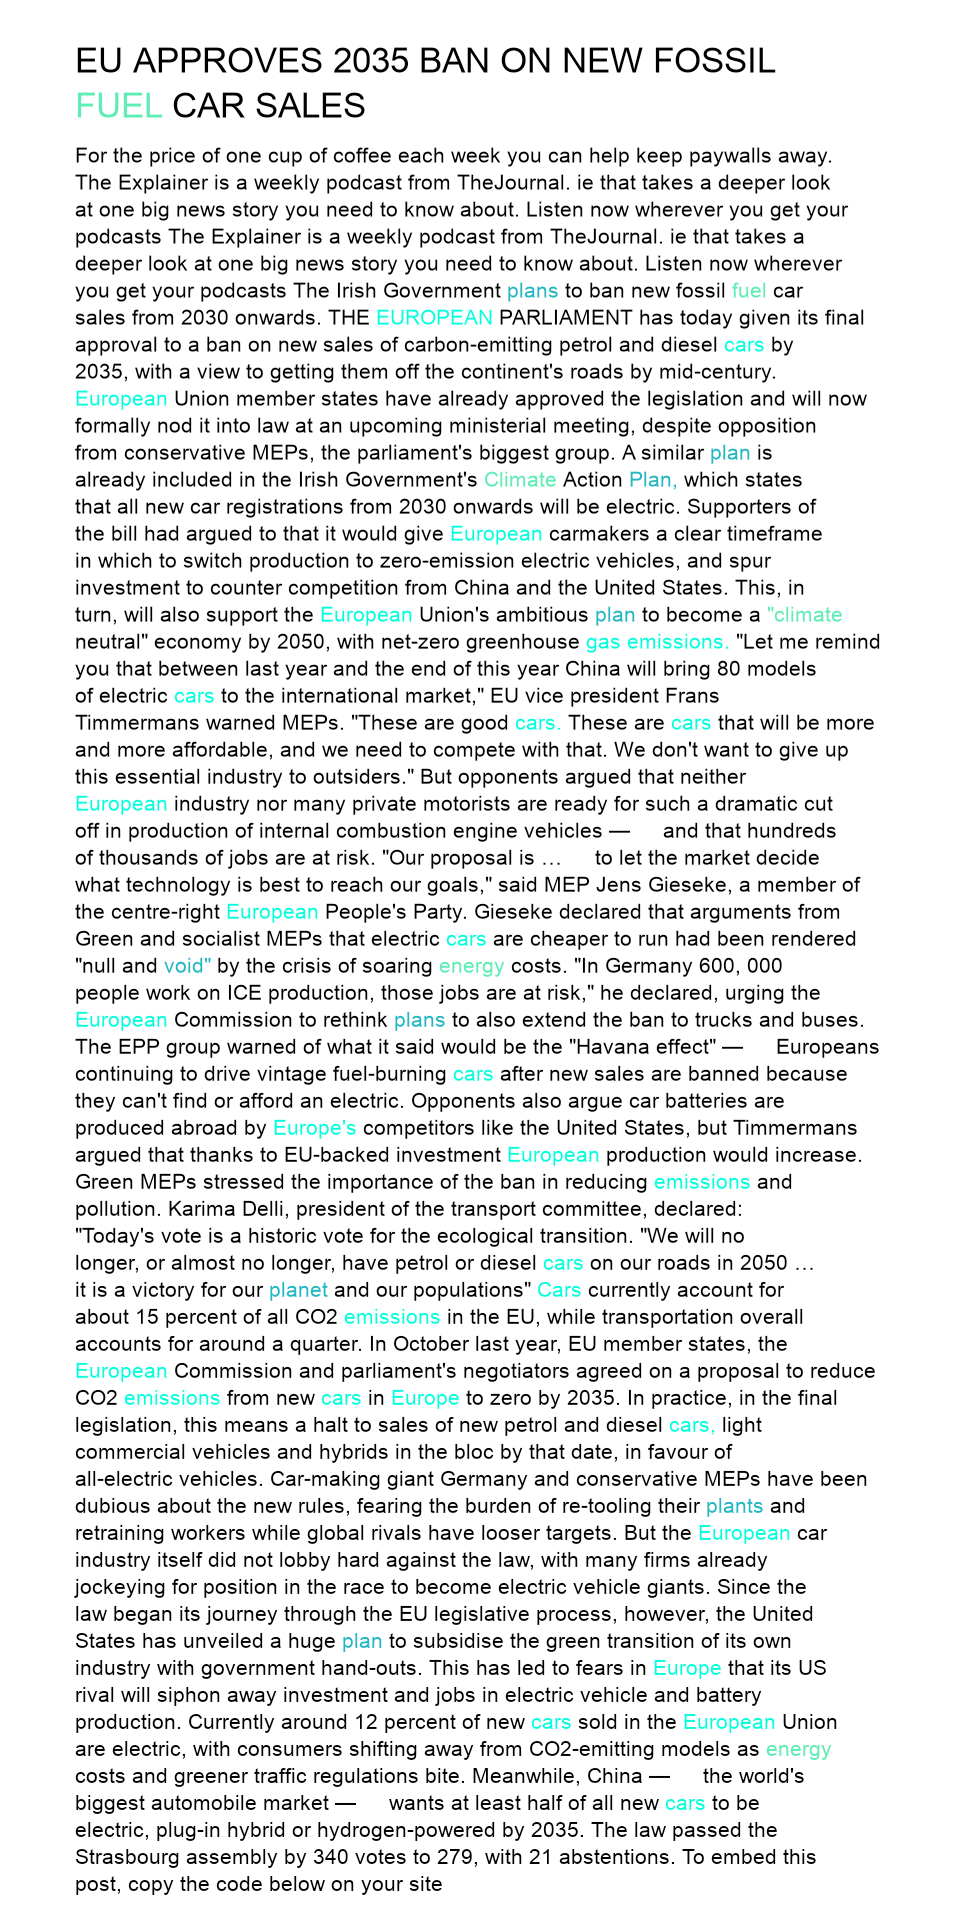 EU APPROVES 2035 BAN ON NEW FOSSIL
FUEL CAR SALES
For the price of one cup of coffee each week you can help keep paywalls away.
The Explainer is a weekly podcast from TheJournal. ie that takes a deeper look
at one big news story you need to know about. Listen now wherever you get your
podcasts The Explainer is a weekly podcast from TheJournal. ie that takes a
deeper look at one big news story you need to know about. Listen now wherever
you get your podcasts The Irish Government plans to ban new fossil fuel car
sales from 2030 onwards. THE EUROPEAN PARLIAMENT has today given its final
approval to a ban on new sales of carbon-emitting petrol and diesel cars by
2035, with a view to getting them off the continent's roads by mid-century.
European Union member states have already approved the legislation and will now
formally nod it into law at an upcoming ministerial meeting, despite opposition
from conservative MEPs, the parliament's biggest group. A similar plan is
already included in the Irish Government's Climate Action Plan, which states
that all new car registrations from 2030 onwards will be electric. Supporters of
the bill had argued to that it would give European carmakers a clear timeframe
in which to switch production to zero-emission electric vehicles, and spur
investment to counter competition from China and the United States. This, in
turn, will also support the European Union's ambitious plan to become a "climate
neutral" economy by 2050, with net-zero greenhouse gas emissions. "Let me remind
you that between last year and the end of this year China will bring 80 models
of electric cars to the international market," EU vice president Frans
Timmermans warned MEPs. "These are good cars. These are cars that will be more
and more affordable, and we need to compete with that. We don't want to give up
this essential industry to outsiders." But opponents argued that neither
European industry nor many private motorists are ready for such a dramatic cut
off in production of internal combustion engine vehicles — and that hundreds
of thousands of jobs are at risk. "Our proposal is … to let the market decide
what technology is best to reach our goals," said MEP Jens Gieseke, a member of
the centre-right European People's Party. Gieseke declared that arguments from
Green and socialist MEPs that electric cars are cheaper to run had been rendered
"null and void" by the crisis of soaring energy costs. "In Germany 600, 000
people work on ICE production, those jobs are at risk," he declared, urging the
European Commission to rethink plans to also extend the ban to trucks and buses.
The EPP group warned of what it said would be the "Havana effect" — Europeans
continuing to drive vintage fuel-burning cars after new sales are banned because
they can't find or afford an electric. Opponents also argue car batteries are
produced abroad by Europe's competitors like the United States, but Timmermans
argued that thanks to EU-backed investment European production would increase.
Green MEPs stressed the importance of the ban in reducing emissions and
pollution. Karima Delli, president of the transport committee, declared:
"Today's vote is a historic vote for the ecological transition. "We will no
longer, or almost no longer, have petrol or diesel cars on our roads in 2050 …
it is a victory for our planet and our populations" Cars currently account for
about 15 percent of all CO2 emissions in the EU, while transportation overall
accounts for around a quarter. In October last year, EU member states, the
European Commission and parliament's negotiators agreed on a proposal to reduce
CO2 emissions from new cars in Europe to zero by 2035. In practice, in the final
legislation, this means a halt to sales of new petrol and diesel cars, light
commercial vehicles and hybrids in the bloc by that date, in favour of
all-electric vehicles. Car-making giant Germany and conservative MEPs have been
dubious about the new rules, fearing the burden of re-tooling their plants and
retraining workers while global rivals have looser targets. But the European car
industry itself did not lobby hard against the law, with many firms already
jockeying for position in the race to become electric vehicle giants. Since the
law began its journey through the EU legislative process, however, the United
States has unveiled a huge plan to subsidise the green transition of its own
industry with government hand-outs. This has led to fears in Europe that its US
rival will siphon away investment and jobs in electric vehicle and battery
production. Currently around 12 percent of new cars sold in the European Union
are electric, with consumers shifting away from CO2-emitting models as energy
costs and greener traffic regulations bite. Meanwhile, China — the world's
biggest automobile market — wants at least half of all new cars to be
electric, plug-in hybrid or hydrogen-powered by 2035. The law passed the
Strasbourg assembly by 340 votes to 279, with 21 abstentions. To embed this
post, copy the code below on your site